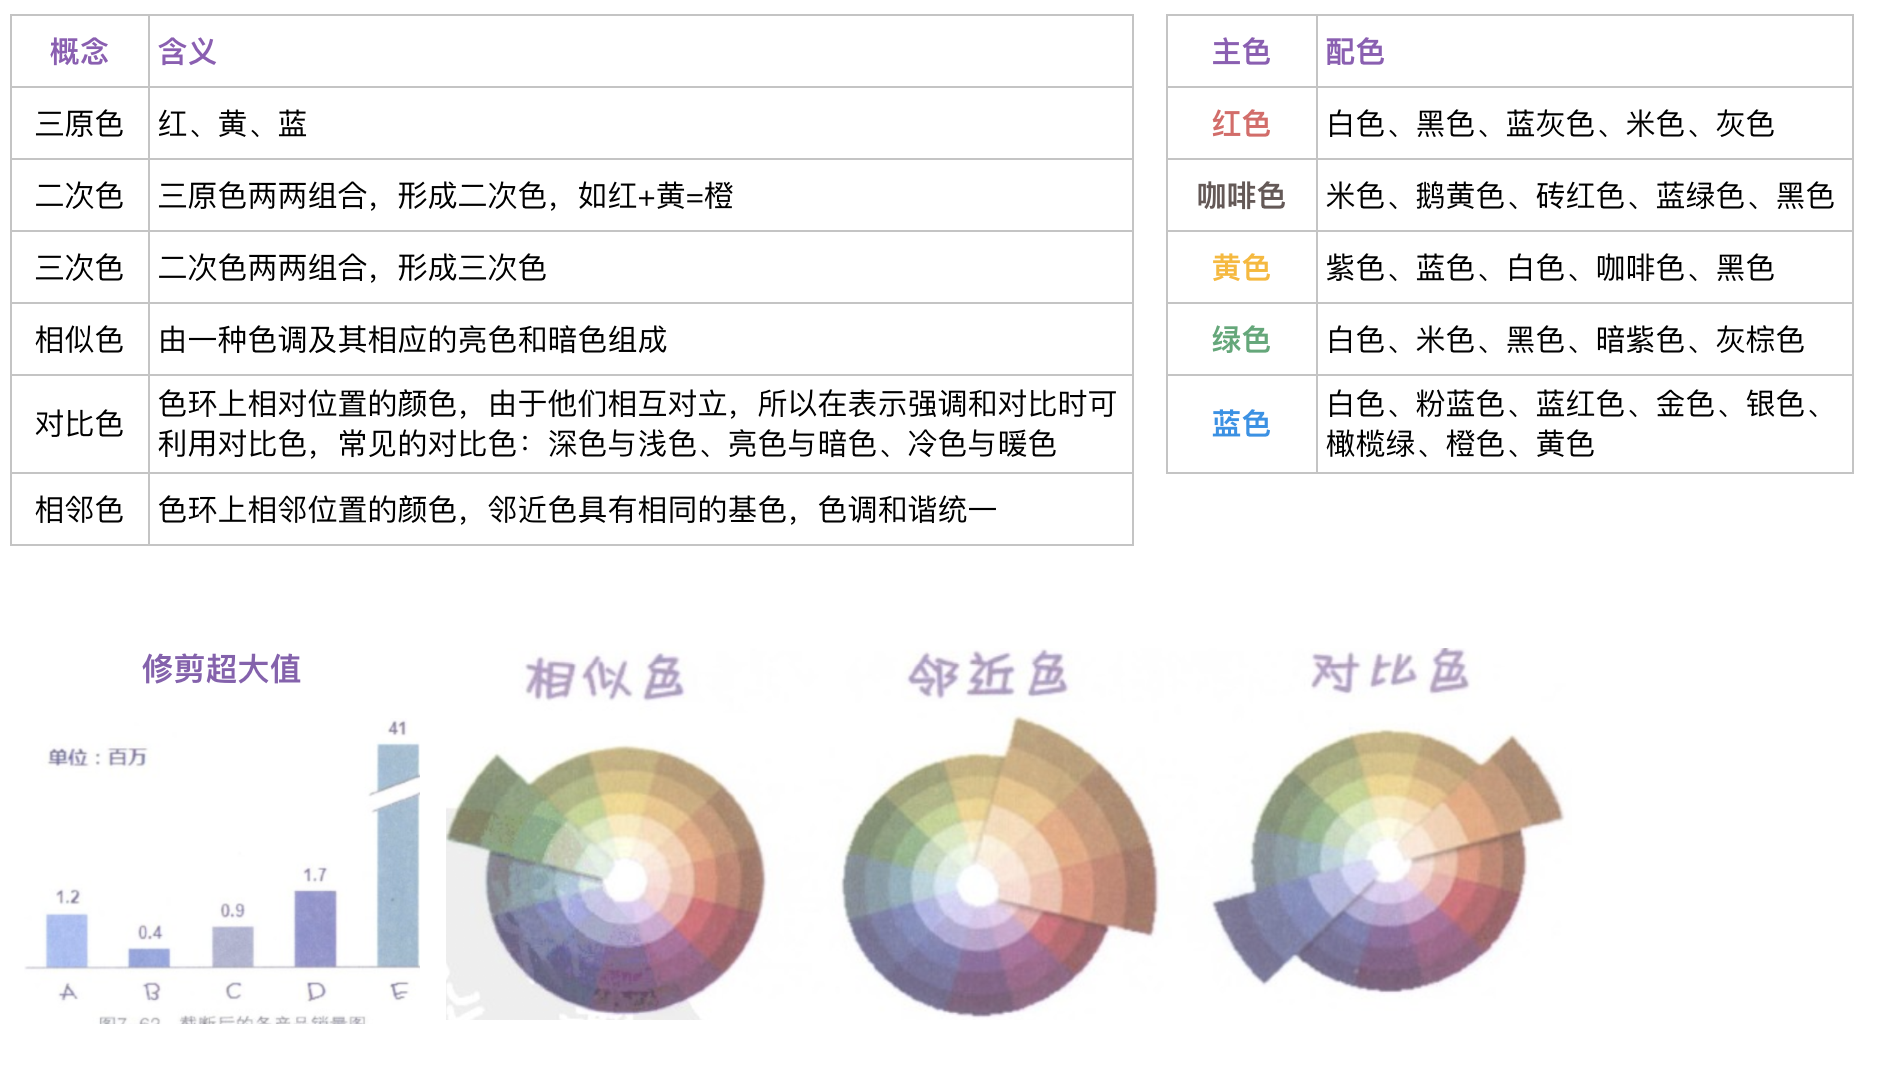 概念 含义
三原色 红、黄、蓝
二次色 三原色两两组合，形成二次色，如红+黄=橙
三次色 二次色两两组合，形成三次色
相似色 由一种色调及其相应的亮色和暗色组成
对比色 色环上相对位置的颜色，由于他们相互对立，所以在表示强调和对比时可
利用对比色，常见的对比色：深色与浅色、亮色与暗色、冷色与暖色
相邻色 色环上相邻位置的颜色，邻近色具有相同的基色，色调和谐统一
主色 配色
红色 白色、黑色、蓝灰色、米色、灰色
咖啡色 米色、鹅黄色、砖红色、蓝绿色、黑色
黄色 紫色、蓝色、白色、咖啡色、黑色
绿色 白色、米色、黑色、暗紫色、灰棕色
蓝色 白色、粉蓝色、蓝红色、金色、银色、
橄榄绿、橙色、黄色
修剪超大值
单位：百万
41
1.7
1.2
0.9
0.4
A B C D E
图7-62 截断后的各产品销量图
相似色
邻近色
对比色